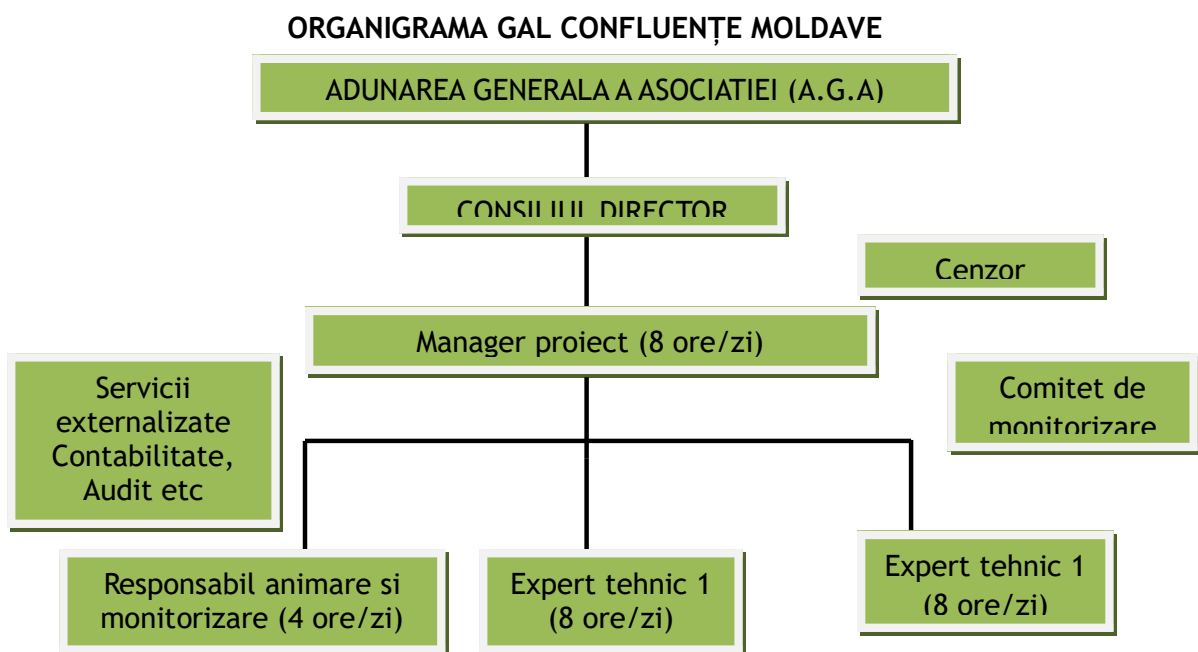 ORGANIGRAMA GAL CONFLUENȚE MOLDAVE
ADUNAREA GENERALA A ASOCIATIEI (A.G.A)
CONSILIUL DIRECTOR
Cenzor
Manager proiect (8 ore/zi)
Servicii
externalizate
Contabilitate,
Audit etc
Comitet de
monitorizare
Responsabil animare si
monitorizare (4 ore/zi)
Expert tehnic 1
(8 ore/zi)
Expert tehnic 1
(8 ore/zi)